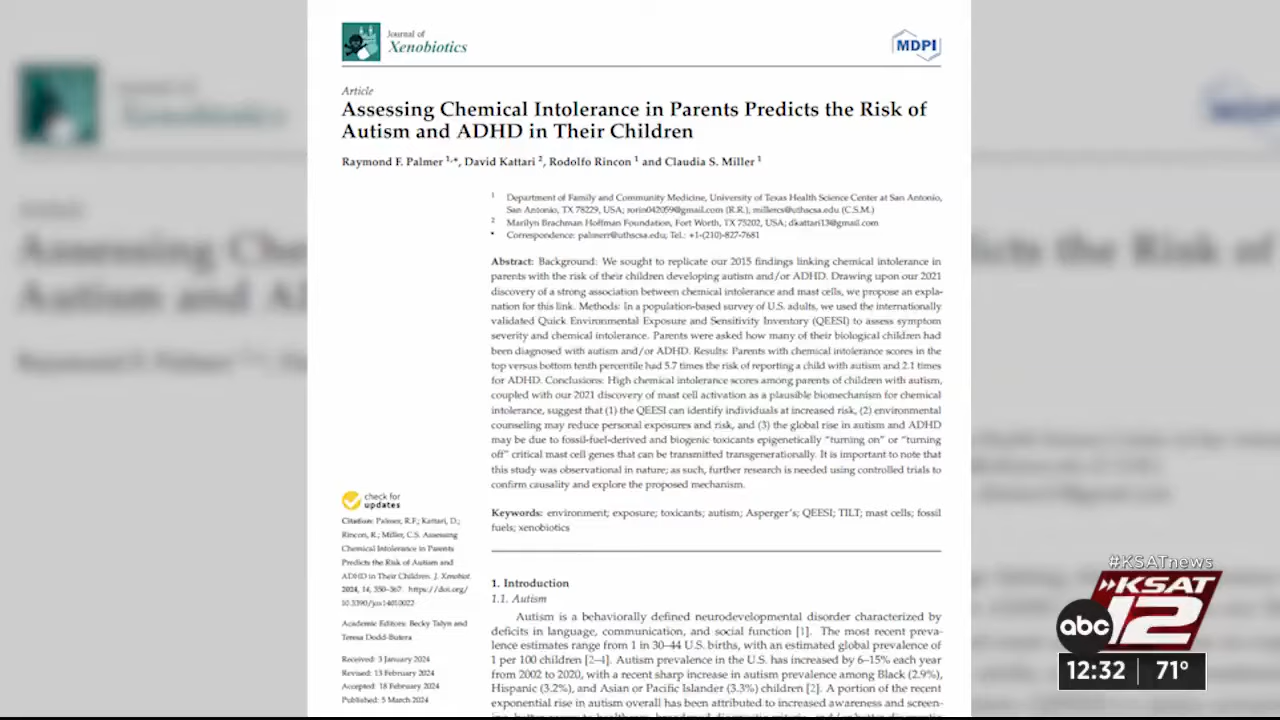 Journal of
Xenobiotics
MDPI
Article
Assessing Chemical Intolerance in Parents Predicts the Risk of
Autism and ADHD in Their Children
Raymond F. Palmer 1,*, David Kattari 2, Rodolfo Rincon 1 and Claudia S. Miller 1
1 Department of Family and Community Medicine, University of Texas Health Science Center at San Antonio,
San Antonio, TX 78229, USA; rorin042059@gmail.com (R.R.); millercs@uthscsa.edu (C.S.M.)
2 Marilyn Brachman Hoffman Foundation, Fort Worth, TX 75202, USA; dkattari13@gmail.com
* Correspondence: palmerr@uthscsa.edu; Tel.: +1-(210)-827-7681
Abstract: Background: We sought to replicate our 2015 findings linking chemical intolerance in
parents with the risk of their children developing autism and/or ADHD. Drawing upon our 2021
discovery of a strong association between chemical intolerance and mast cells, we propose an expla-
nation for this link. Methods: In a population-based survey of U.S. adults, we used the internationally
validated Quick Environmental Exposure and Sensitivity Inventory (QEESI) to assess symptom
severity and chemical intolerance. Parents were asked how many of their biological children had
been diagnosed with autism and/or ADHD. Results: Parents with chemical intolerance scores in the
top versus bottom tenth percentile had 5.7 times the risk of reporting a child with autism and 2.1 times
for ADHD. Conclusions: High chemical intolerance scores among parents of children with autism,
coupled with our 2021 discovery of mast cell activation as a plausible biomechanism for chemical
intolerance, suggest that (1) the QEESI can identify individuals at increased risk, (2) environmental
counseling may reduce personal exposures and risk, and (3) the global rise in autism and ADHD
may be due to fossil-fuel-derived and biogenic toxicants epigenetically "turning on" or "turning
off" critical mast cell genes that can be transmitted transgenerationally. It is important to note that
this study was observational in nature; as such, further research is needed using controlled trials to
confirm causality and explore the proposed mechanism.
Keywords: environment; exposure; toxicants; autism; Asperger's; QEESI; TILT; mast cells; fossil
fuels; xenobiotics
check for
updates
Citation: Palmer, R.F.; Kattari, D.;
Rincon, R.; Miller, C.S. Assessing
Chemical Intolerance in Parents
Predicts the Risk of Autism and
ADHD in Their Children. J. Xenobiot.
2024, 14, 350–367. https://doi.org/
10.3390/jox14010022
Academic Editors: Becky Talyn and
Teresa Dodd-Butera
Received: 3 January 2024
Revised: 13 February 2024
Accepted: 18 February 2024
Published: 5 March 2024
1. Introduction
1.1. Autism
Autism is a behaviorally defined neurodevelopmental disorder characterized by
deficits in language, communication, and social function [1]. The most recent preva-
lence estimates range from 1 in 30–44 U.S. births, with an estimated global prevalence of
1 per 100 children [2–4]. Autism prevalence in the U.S. has increased by 6–15% each year
from 2002 to 2020, with a recent sharp increase in autism prevalence among Black (2.9%),
Hispanic (3.2%), and Asian or Pacific Islander (3.3%) children [2]. A portion of the recent
exponential rise in autism overall has been attributed to increased awareness and screen-
#KSATnews
KSAT
abc 12
12:32 71°